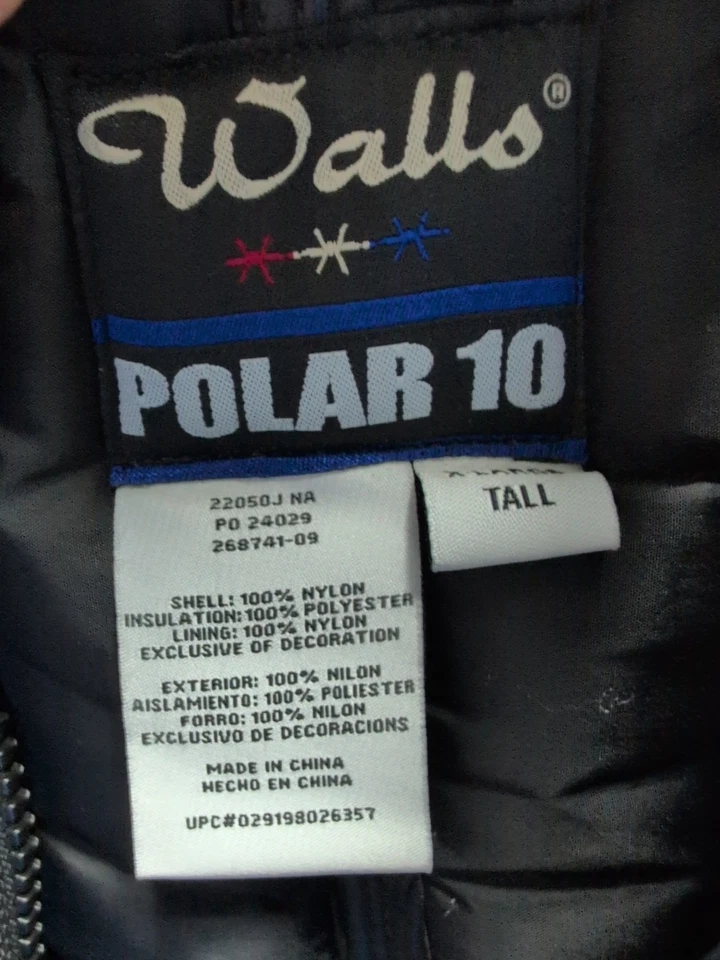 Walls®
POLAR 10
X-LARGE
TALL
22050J NA
PO 24029
268741-09
SHELL: 100% NYLON
INSULATION: 100% POLYESTER
LINING: 100% NYLON
EXCLUSIVE OF DECORATION
EXTERIOR: 100% NILON
AISLAMIENTO: 100% POLIESTER
FORRO: 100% NILON
EXCLUSIVO DE DECORACIONS
MADE IN CHINA
HECHO EN CHINA
UPC#029198026357